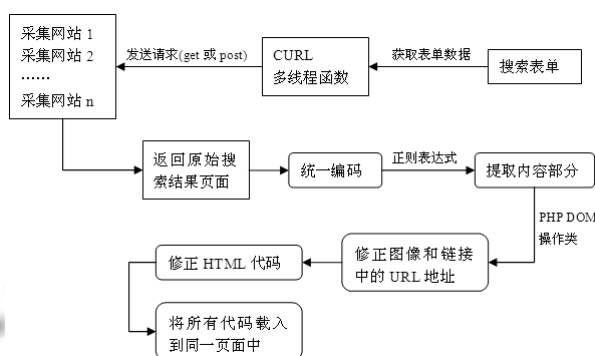 采集网站 1
采集网站 2
……
采集网站 n
发送请求(get 或 post)
CURL
多线程函数
获取表单数据
搜索表单
返回原始搜
索结果页面
统一编码
正则表达式
提取内容部分
PHP DOM
操作类
修正图像和链接
中的 URL 地址
修正 HTML 代码
将所有代码载入
到同一页面中